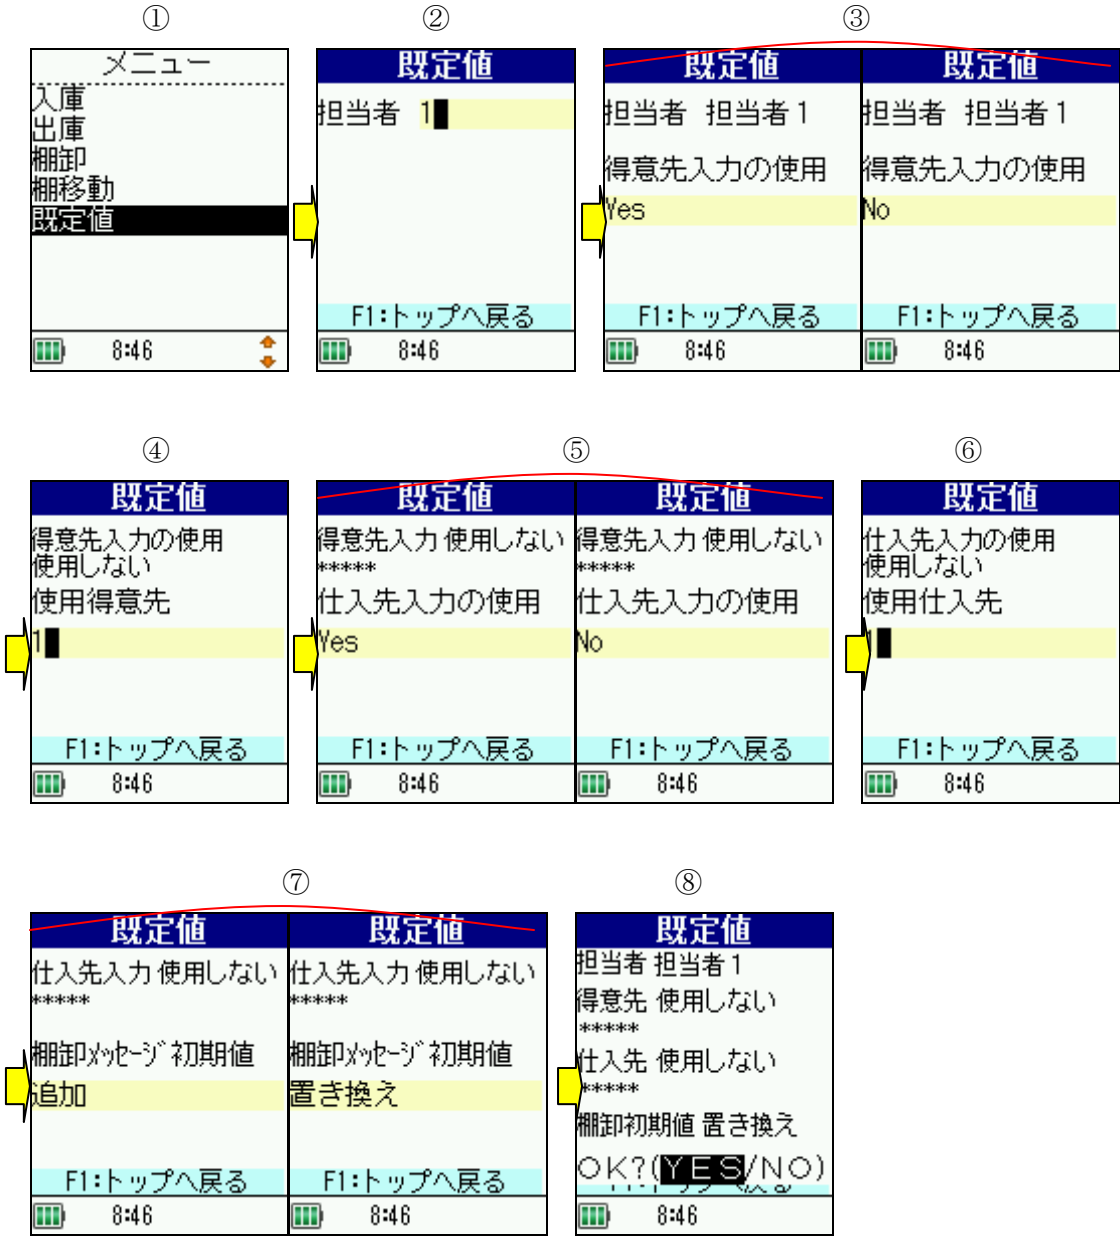 ①
メニュー
入庫
出庫
棚卸
棚移動
既定値
8:46
②
既定値
担当者 1
F1:トップへ戻る
8:46
③
既定値
担当者 担当者1
得意先入力の使用
Yes
F1:トップへ戻る
8:46
既定値
担当者 担当者1
得意先入力の使用
No
F1:トップへ戻る
8:46
④
既定値
得意先入力の使用
使用しない
使用得意先
1
F1:トップへ戻る
8:46
⑤
既定値
得意先入力 使用しない
*****
仕入先入力の使用
Yes
F1:トップへ戻る
8:46
既定値
得意先入力 使用しない
*****
仕入先入力の使用
No
F1:トップへ戻る
8:46
⑥
既定値
仕入先入力の使用
使用しない
使用仕入先
1
F1:トップへ戻る
8:46
⑦
既定値
仕入先入力 使用しない
*****
棚卸メッセージ初期値
追加
F1:トップへ戻る
8:46
既定値
仕入先入力 使用しない
*****
棚卸メッセージ初期値
置き換え
F1:トップへ戻る
8:46
⑧
既定値
担当者 担当者1
得意先 使用しない
*****
仕入先 使用しない
*****
棚卸初期値 置き換え
OK?(YES/NO)
8:46